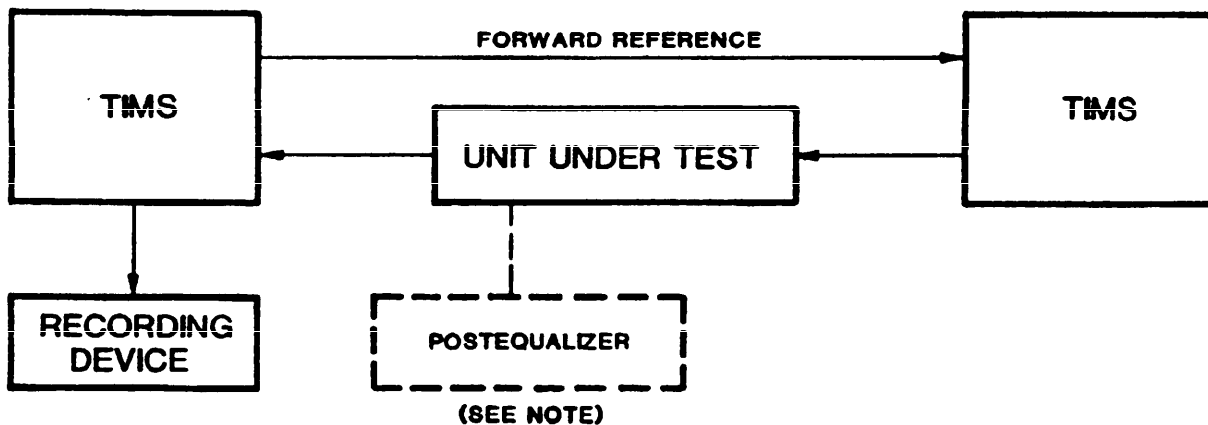 FORWARD REFERENCE
TIMS
TIMS
UNIT UNDER TEST
RECORDING
DEVICE
POSTEQUALIZER
(SEE NOTE)